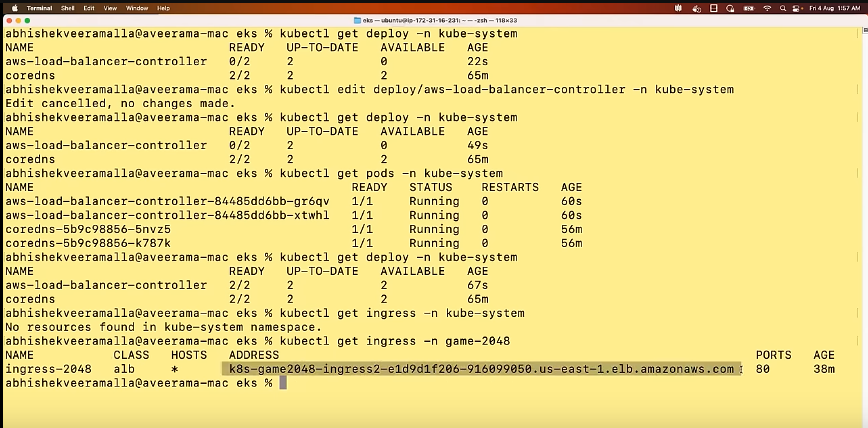 Terminal Shell Edit View Window Help Fri 4 Aug 1:57 AM
eks — ubuntu@ip-172-31-16-231: ~ — -zsh — 118×33
abhishekveeramalla@aveerama-mac eks % kubectl get deploy -n kube-system
NAME READY UP-TO-DATE AVAILABLE AGE
aws-load-balancer-controller 0/2 2 0 22s
coredns 2/2 2 2 65m
abhishekveeramalla@aveerama-mac eks % kubectl edit deploy/aws-load-balancer-controller -n kube-system
Edit cancelled, no changes made.
abhishekveeramalla@aveerama-mac eks % kubectl get deploy -n kube-system
NAME READY UP-TO-DATE AVAILABLE AGE
aws-load-balancer-controller 0/2 2 0 49s
coredns 2/2 2 2 65m
abhishekveeramalla@aveerama-mac eks % kubectl get pods -n kube-system
NAME READY STATUS RESTARTS AGE
aws-load-balancer-controller-84485dd6bb-gr6qv 1/1 Running 0 60s
aws-load-balancer-controller-84485dd6bb-xtwhl 1/1 Running 0 60s
coredns-5b9c98856-5nvz5 1/1 Running 0 56m
coredns-5b9c98856-k787k 1/1 Running 0 56m
abhishekveeramalla@aveerama-mac eks % kubectl get deploy -n kube-system
NAME READY UP-TO-DATE AVAILABLE AGE
aws-load-balancer-controller 2/2 2 2 67s
coredns 2/2 2 2 65m
abhishekveeramalla@aveerama-mac eks % kubectl get ingress -n kube-system
No resources found in kube-system namespace.
abhishekveeramalla@aveerama-mac eks % kubectl get ingress -n game-2048
NAME CLASS HOSTS ADDRESS PORTS AGE
ingress-2048 alb * k8s-game2048-ingress2-e1d9d1f206-916099050.us-east-1.elb.amazonaws.com 80 38m
abhishekveeramalla@aveerama-mac eks %